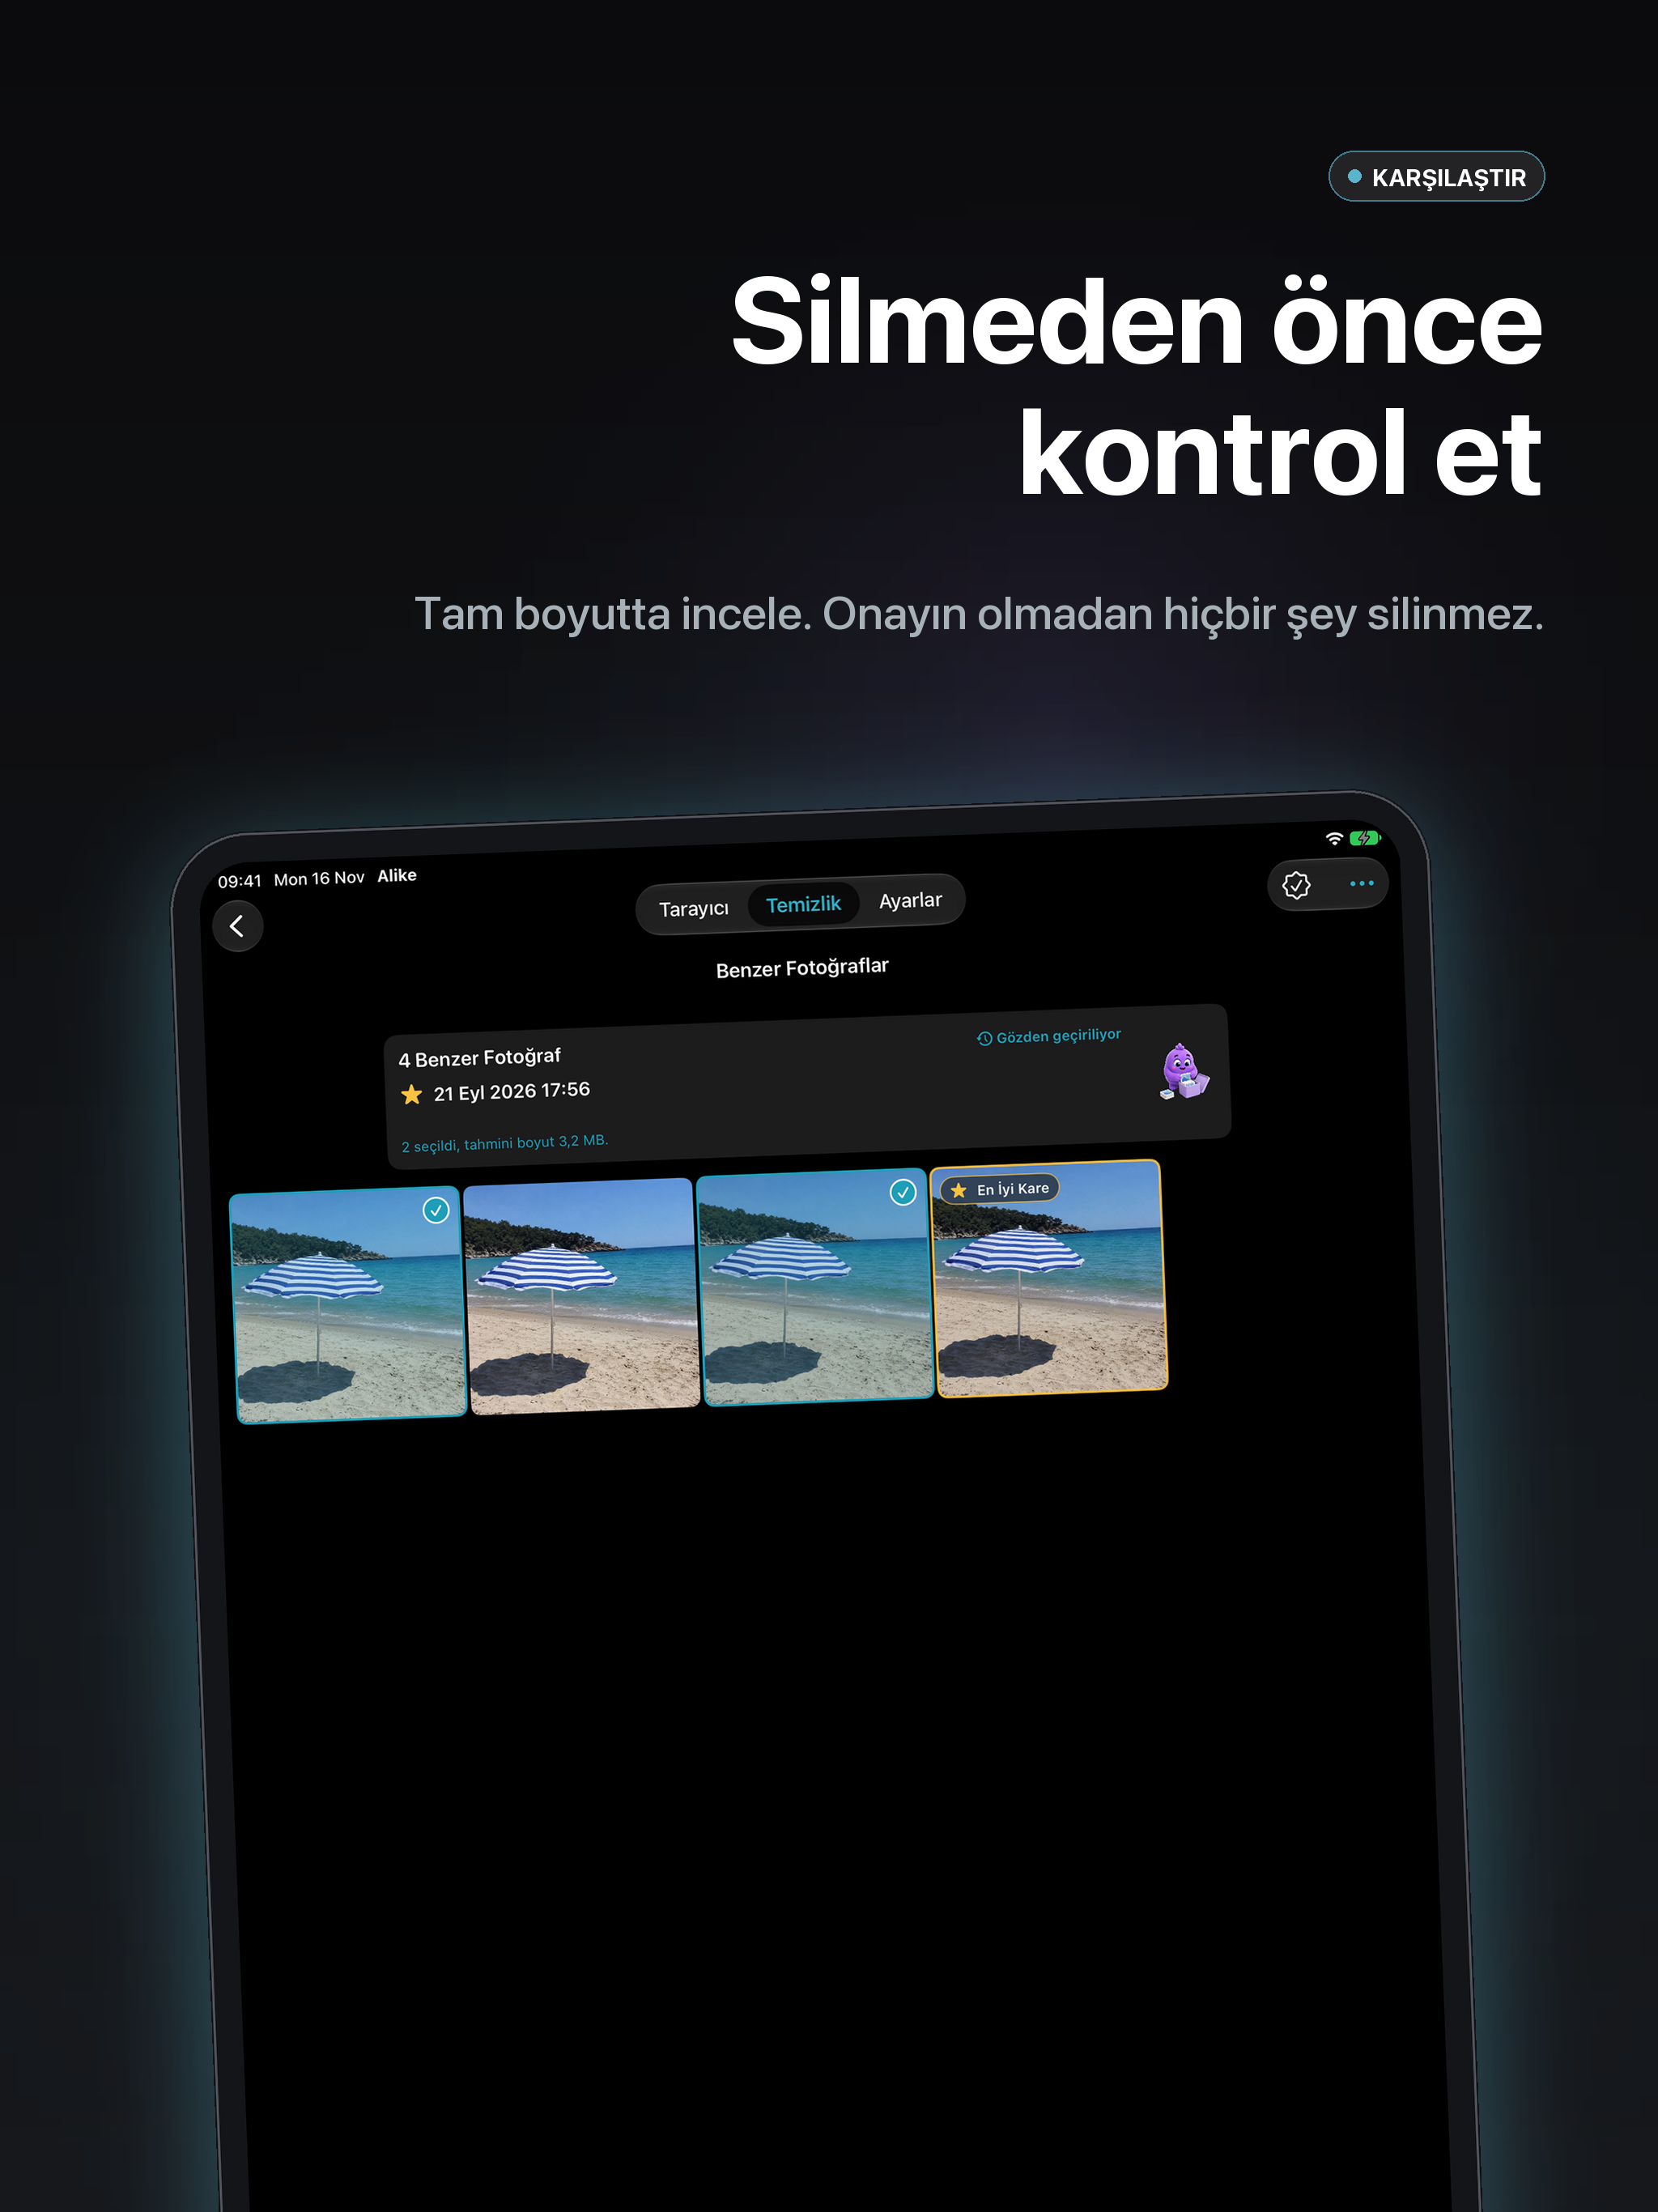 KARŞILAŞTIR
Silmeden önce
kontrol et
Tam boyutta incele. Onayın olmadan hiçbir şey silinmez.
09:41 Mon 16 Nov Alike
Tarayıcı Temizlik Ayarlar
Benzer Fotoğraflar
4 Benzer Fotoğraf
Gözden geçiriliyor
21 Eyl 2026 17:56
2 seçildi, tahmini boyut 3,2 MB.
En İyi Kare